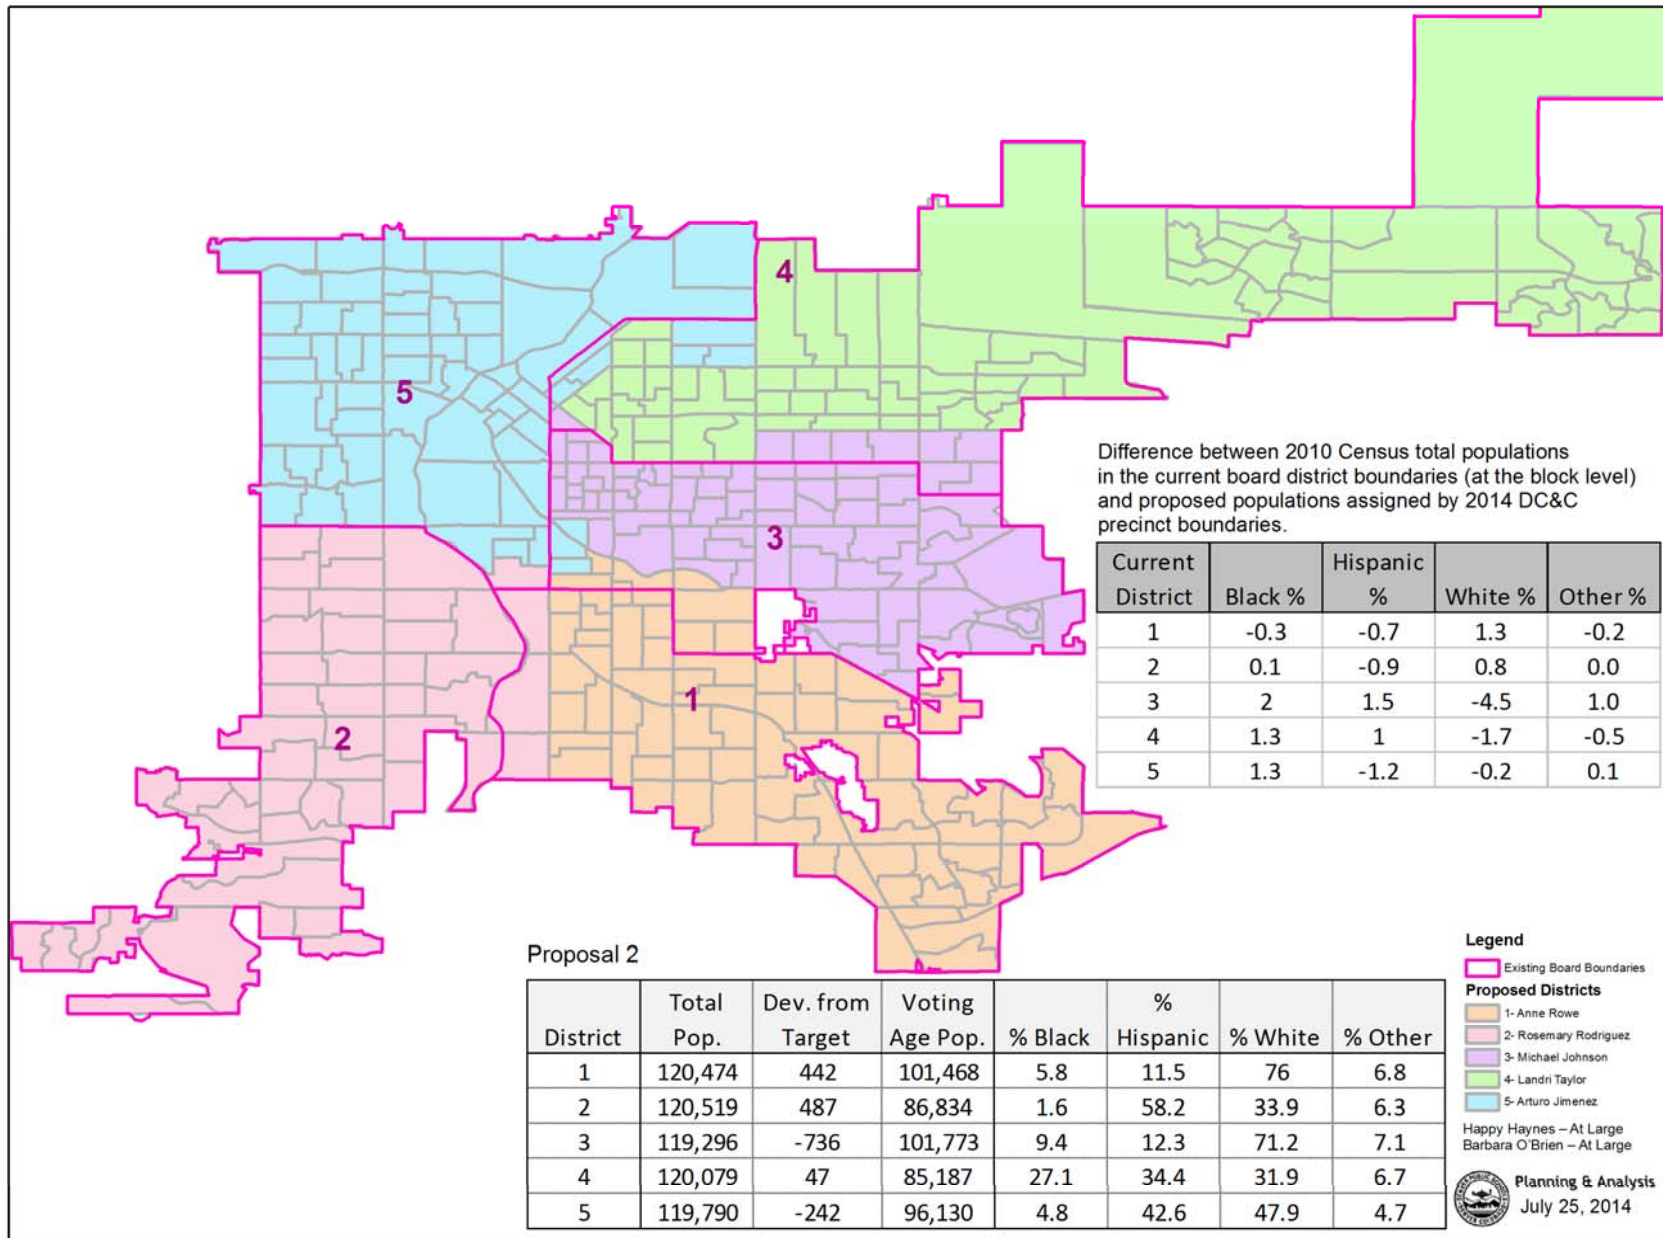 4
5
3
1
2
Difference between 2010 Census total populations
in the current board district boundaries (at the block level)
and proposed populations assigned by 2014 DC&C
precinct boundaries.
Current District Black % Hispanic % White % Other %
1 -0.3 -0.7 1.3 -0.2
2 0.1 -0.9 0.8 0.0
3 2 1.5 -4.5 1.0
4 1.3 1 -1.7 -0.5
5 1.3 -1.2 -0.2 0.1
Proposal 2
District Total Pop. Dev. from Target Voting Age Pop. % Black % Hispanic % White % Other
1 120,474 442 101,468 5.8 11.5 76 6.8
2 120,519 487 86,834 1.6 58.2 33.9 6.3
3 119,296 -736 101,773 9.4 12.3 71.2 7.1
4 120,079 47 85,187 27.1 34.4 31.9 6.7
5 119,790 -242 96,130 4.8 42.6 47.9 4.7
Legend
Existing Board Boundaries
Proposed Districts
1- Anne Rowe
2- Rosemary Rodriguez
3- Michael Johnson
4- Landri Taylor
5- Arturo Jimenez
Happy Haynes – At Large
Barbara O'Brien – At Large
Planning & Analysis
July 25, 2014